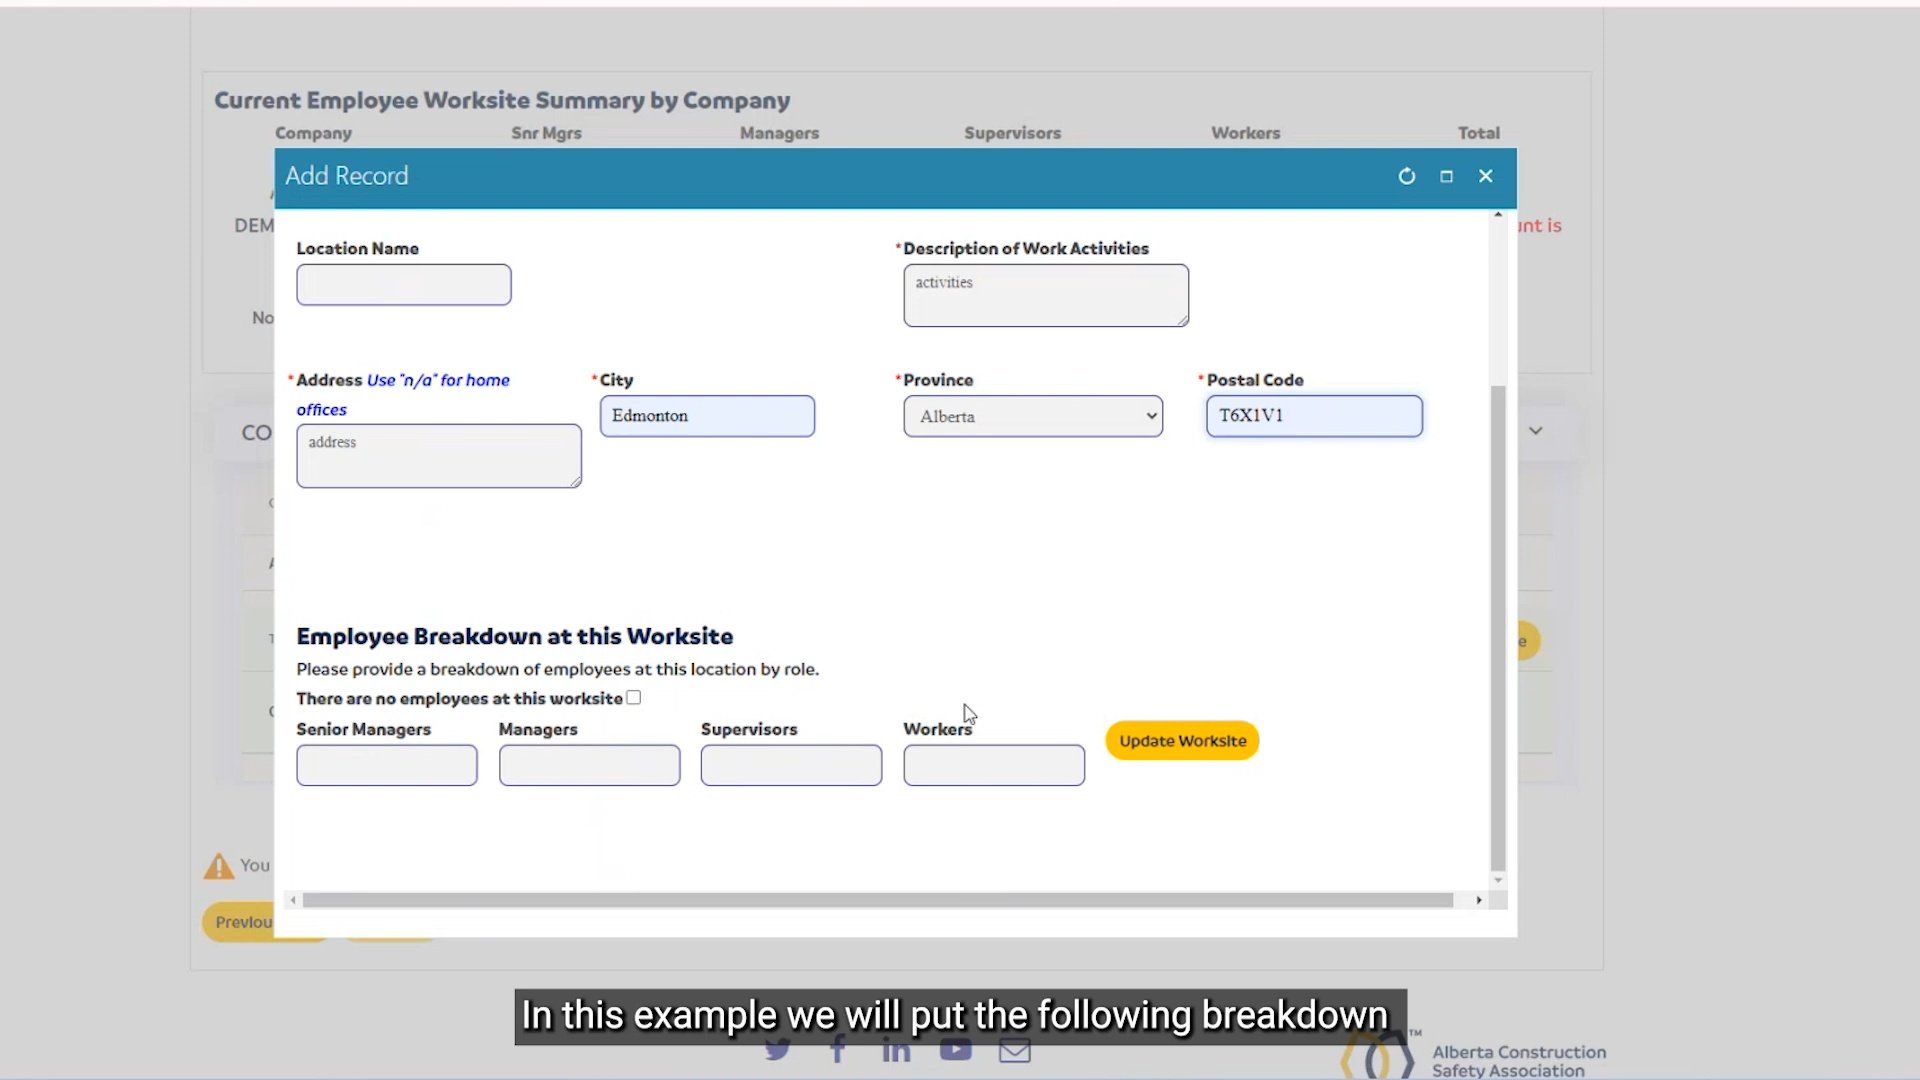 Current Employee Worksite Summary by Company
Company Snr Mgrs Managers Supervisors Workers Total
Add Record
DEM
unt is
Location Name
*Description of Work Activities
activities
No
*Address Use "n/a" for home offices
*City
*Province
*Postal Code
address
Edmonton
Alberta
T6X1V1
CO
Employee Breakdown at this Worksite
Please provide a breakdown of employees at this location by role.
There are no employees at this worksite
Senior Managers Managers Supervisors Workers
Update Worksite
You
Previou
In this example we will put the following breakdown
Alberta Construction
Safety Association
TM